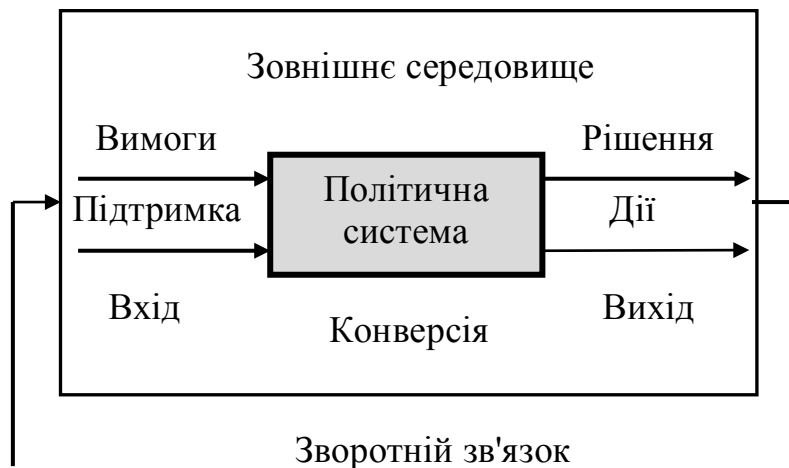 Зовнішнє середовище
Вимоги
Рішення
Політична
система
Підтримка
Дії
Вхід
Конверсія
Вихід
Зворотній зв'язок